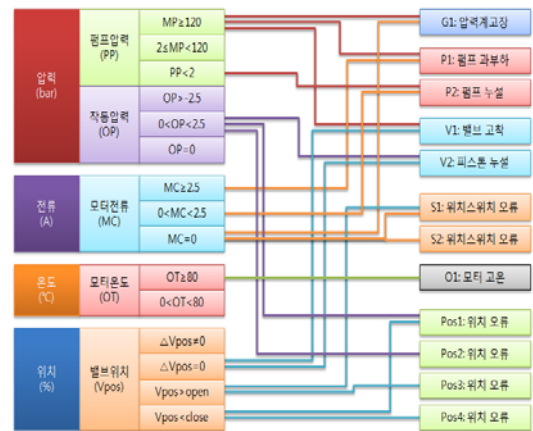 압력
(bar)
펌프압력
(PP)
MP≥120
2≤MP<120
PP<2
작동압력
(OP)
OP>-2.5
0<OP<2.5
OP=0
전류
(A)
모터전류
(MC)
MC≥2.5
0<MC<2.5
MC=0
온도
(℃)
모터온도
(OT)
OT≥80
0<OT<80
위치
(%)
밸브위치
(Vpos)
△Vpos≠0
△Vpos=0
Vpos>open
Vpos<close
G1: 압력계고장
P1: 펌프 과부하
P2: 펌프 누설
V1: 밸브 고착
V2: 피스톤 누설
S1: 위치스위치 오류
S2: 위치스위치 오류
O1: 모터 고온
Pos1: 위치 오류
Pos2: 위치 오류
Pos3: 위치 오류
Pos4: 위치 오류